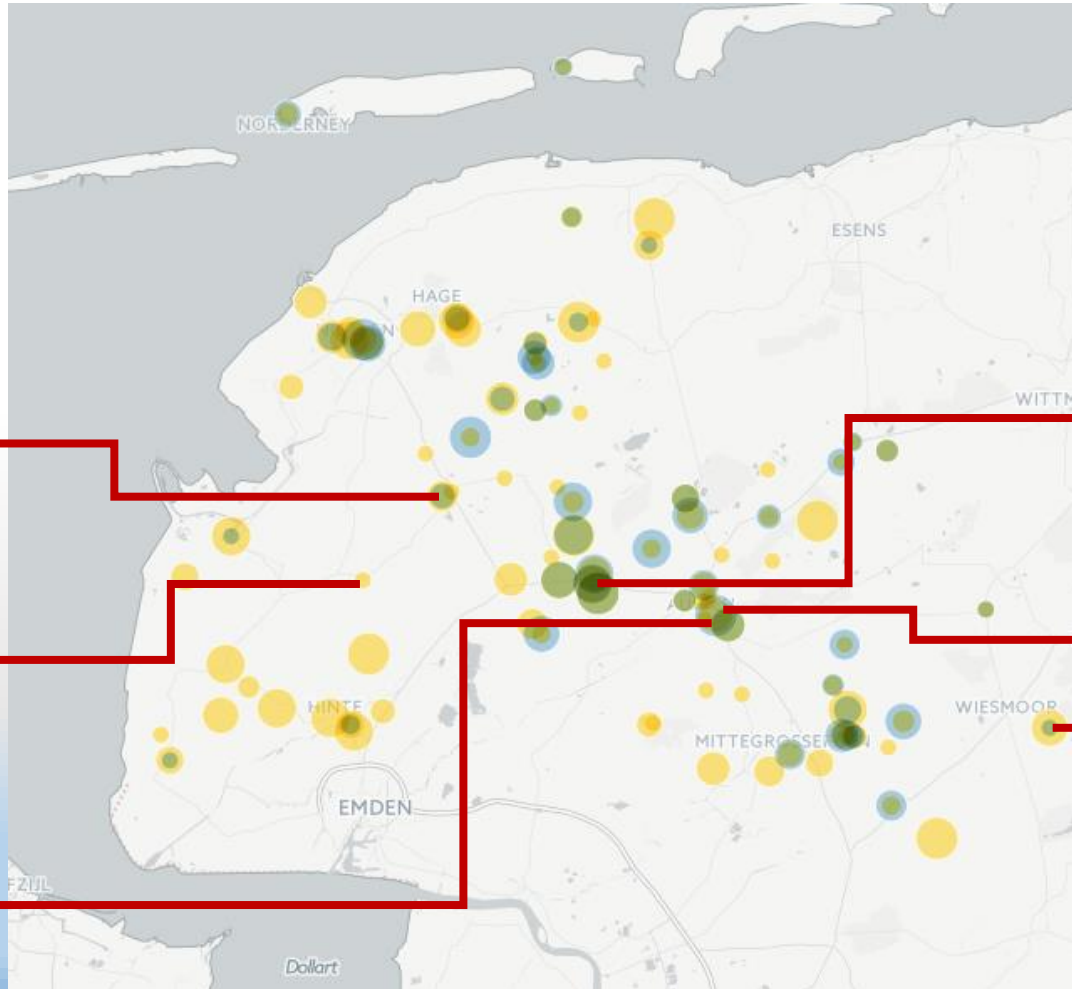 NORDERNEY
ESENS
HAGE
WITTM
HINTE
WIESMOOR
MITTEGROSSEFEHN
EMDEN
FZIJL
Dollart